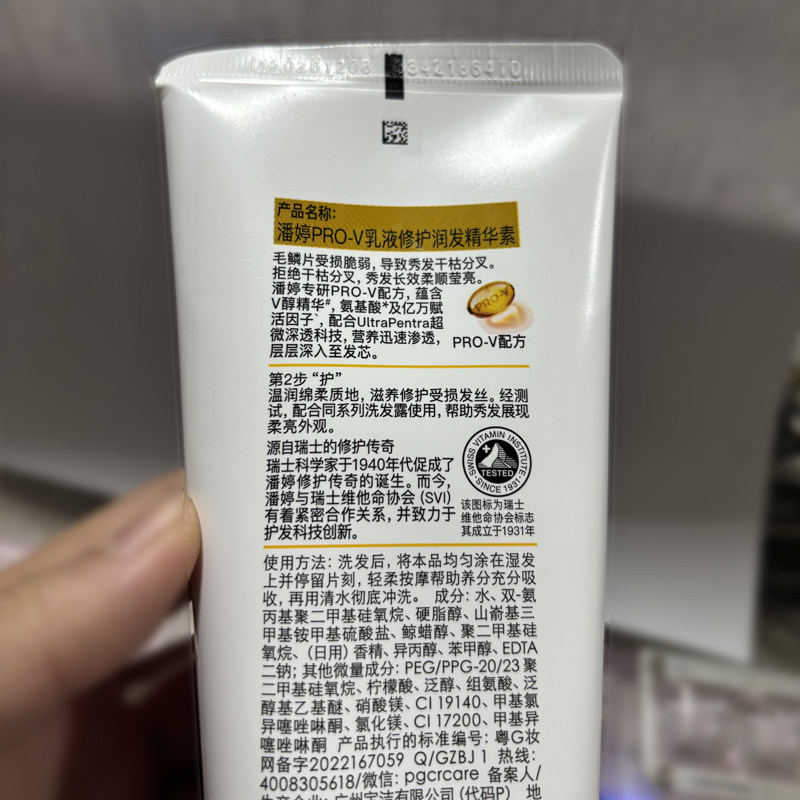 产品名称:
潘婷PRO-V乳液修护润发精华素
毛鳞片受损脆弱，导致秀发干枯分叉。
拒绝干枯分叉，秀发长效柔顺莹亮。
潘婷专研PRO-V配方，蕴含
V醇精华#，氨基酸*及亿万赋
活因子^，配合UltraPentra超
微深透科技，营养迅速渗透，
层层深入至发芯。
PRO-V
PRO-V配方
第2步“护”
温润绵柔质地，滋养修护受损发丝。经测
试，配合同系列洗发露使用，帮助秀发展现
柔亮外观。
源自瑞士的修护传奇
瑞士科学家于1940年代促成了
潘婷修护传奇的诞生。而今，
潘婷与瑞士维他命协会 (SVI)
有着紧密合作关系，并致力于
护发科技创新。
SWISS VITAMIN INSTITUTE
TESTED
·SINCE 1931·
该图标为瑞士
维他命协会标志
其成立于1931年
使用方法: 洗发后，将本品均匀涂在湿发
上并停留片刻，轻柔按摩帮助养分充分吸
收，再用清水彻底冲洗。 成分: 水、双-氨
丙基聚二甲基硅氧烷、硬脂醇、山嵛基三
甲基铵甲基硫酸盐、鲸蜡醇、聚二甲基硅
氧烷、(日用) 香精、异丙醇、苯甲醇、EDTA
二钠; 其他微量成分: PEG/PPG-20/23 聚
二甲基硅氧烷、柠檬酸、泛醇、组氨酸、泛
醇基乙基醚、硝酸镁、CI 19140、甲基氯
异噻唑啉酮、氯化镁、CI 17200、甲基异
噻唑啉酮 产品执行的标准编号: 粤G妆
网备字2022167059 Q/GZBJ 1 热线:
4008305618/微信: pgcrcare 备案人/
生产企业: 广州宝洁有限公司 (代码P) 地